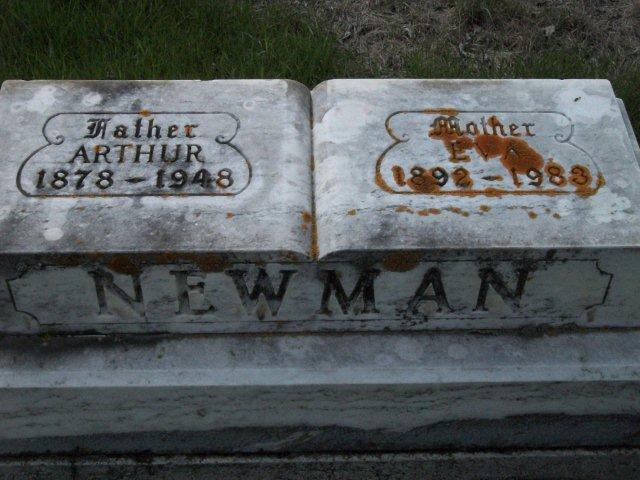 Father
ARTHUR
1878 - 1948
Mother
EVA
1892 - 1983
NEWMAN